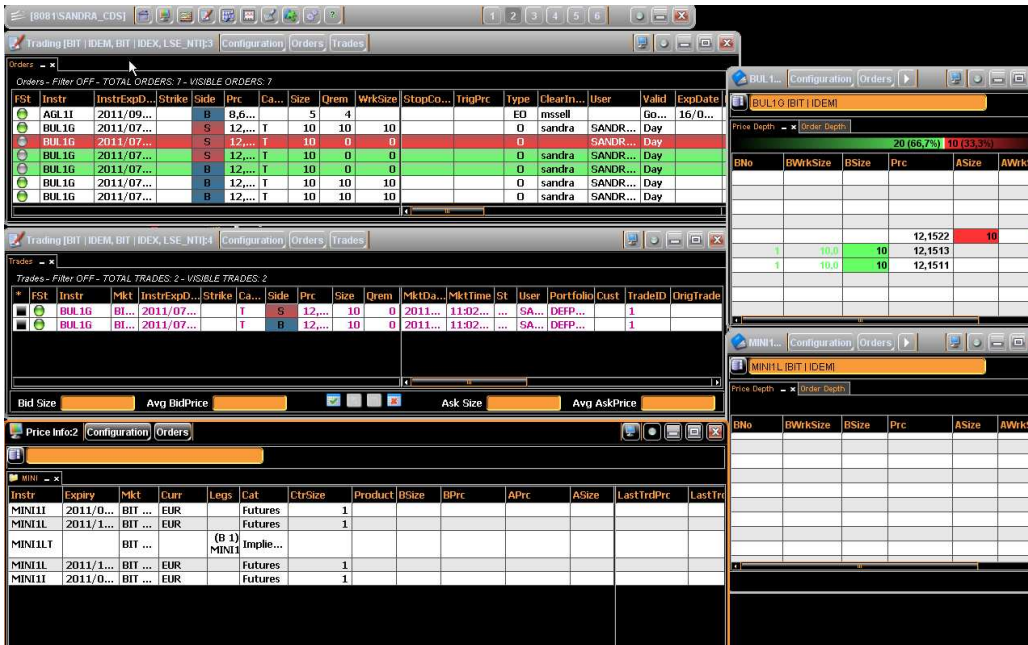 [8081\SANDRA_CDS] 1 2 3 4 5 6
Trading [BIT | IDEM, BIT | IDEX, LSE_NTI]:3 Configuration Orders Trades
Orders
Orders - Filter OFF - TOTAL ORDERS: 7 - VISIBLE ORDERS: 7
FSt Instr InstrExpD... Strike Side Prc Ca... Size Qrem WrkSize StopCo... TrigPrc Type ClearIn... User Valid ExpDate
AGL1I 2011/09... B 8,6... 5 4 EO mssell Go... 16/0...
BUL1G 2011/07... S 12,... T 10 10 10 O sandra SANDR... Day
BUL1G 2011/07... S 12,... T 10 0 0 O SANDR... Day
BUL1G 2011/07... S 12,... T 10 0 0 O sandra SANDR... Day
BUL1G 2011/07... B 12,... T 10 0 0 O sandra SANDR... Day
BUL1G 2011/07... B 12,... T 10 10 10 O sandra SANDR... Day
BUL1G 2011/07... B 12,... T 10 10 10 O sandra SANDR... Day
Trading [BIT | IDEM, BIT | IDEX, LSE_NTI]:4 Configuration Orders Trades
Trades
Trades - Filter OFF - TOTAL TRADES: 2 - VISIBLE TRADES: 2
* FSt Instr Mkt InstrExpD... Strike Ca... Side Prc Size Qrem MktDa... MktTime St User Portfolio Cust TradeID OrigTrade
BUL1G BI... 2011/07... T S 12,... 10 0 2011... 11:02... ... SA... DEFP... 1
BUL1G BI... 2011/07... T B 12,... 10 0 2011... 11:02... ... SA... DEFP... 1
Bid Size Avg BidPrice Ask Size Avg AskPrice
Price Info:2 Configuration Orders
MINI
Instr Expiry Mkt Curr Legs Cat CtrSize Product BSize BPrc APrc ASize LastTrdPrc LastTr
MINI1I 2011/0... BIT ... EUR Futures 1
MINI1L 2011/1... BIT ... EUR Futures 1
MINI1LT BIT ... (B 1) MINI1 Implie...
MINI1L 2011/1... BIT ... EUR Futures 1
MINI1I 2011/0... BIT ... EUR Futures 1
BUL1... Configuration Orders
BUL1G [BIT | IDEM]
Price Depth Order Depth
20 (66,7%) 10 (33,3%)
BNo BWrkSize BSize Prc ASize AWrk
12,1522 10
1 10,0 10 12,1513
1 10,0 10 12,1511
MINI1... Configuration Orders
MINI1L [BIT | IDEM]
Price Depth Order Depth
BNo BWrkSize BSize Prc ASize AWrk